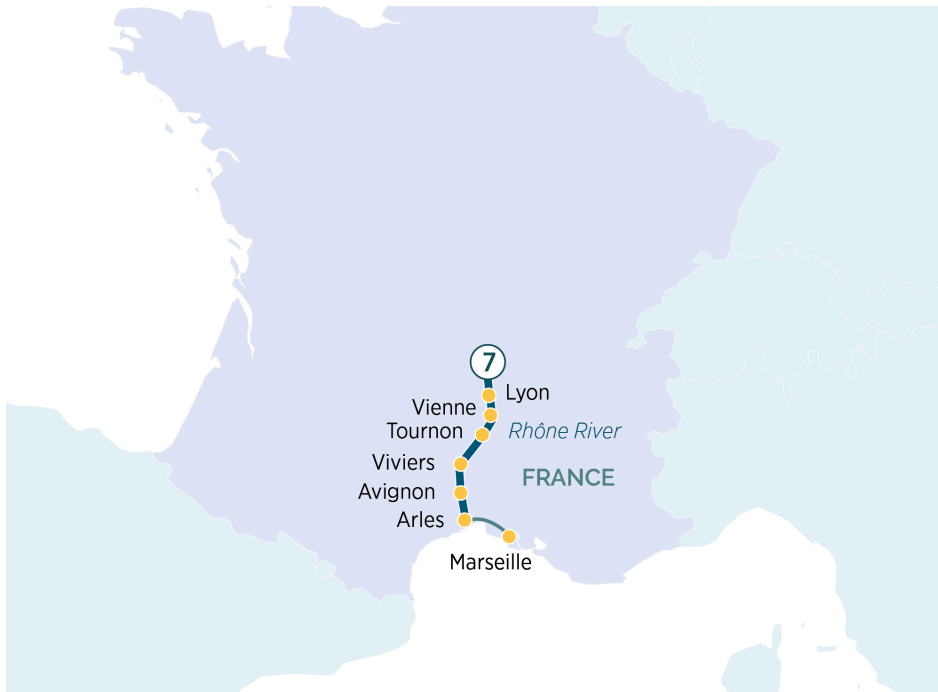 7
Lyon
Vienne
Tournon
Rhône River
Viviers
FRANCE
Avignon
Arles
Marseille